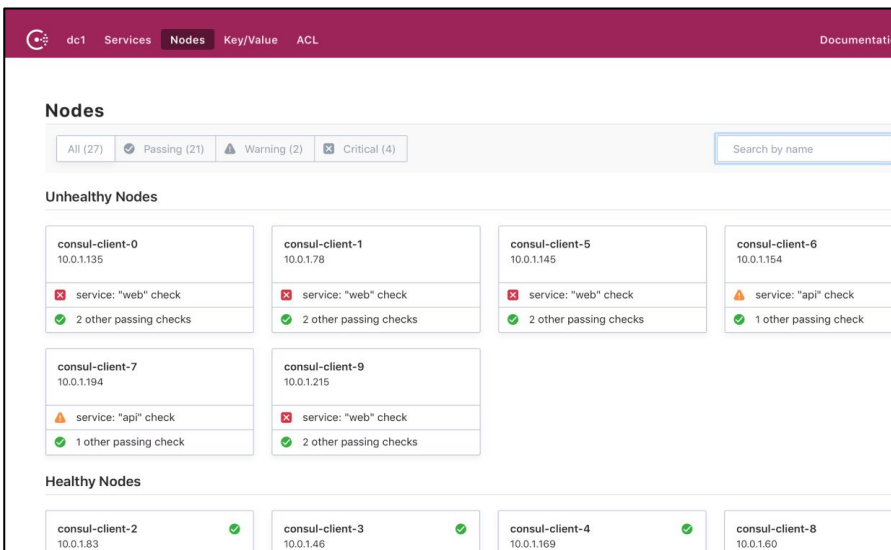 dc1 Services Nodes Key/Value ACL Documentati
Nodes
All (27) Passing (21) Warning (2) Critical (4) Search by name
Unhealthy Nodes
consul-client-0
10.0.1.135
service: "web" check
2 other passing checks
consul-client-1
10.0.1.78
service: "web" check
2 other passing checks
consul-client-5
10.0.1.145
service: "web" check
2 other passing checks
consul-client-6
10.0.1.154
service: "api" check
1 other passing check
consul-client-7
10.0.1.194
service: "api" check
1 other passing check
consul-client-9
10.0.1.215
service: "web" check
2 other passing checks
Healthy Nodes
consul-client-2
10.0.1.83
consul-client-3
10.0.1.46
consul-client-4
10.0.1.169
consul-client-8
10.0.1.60